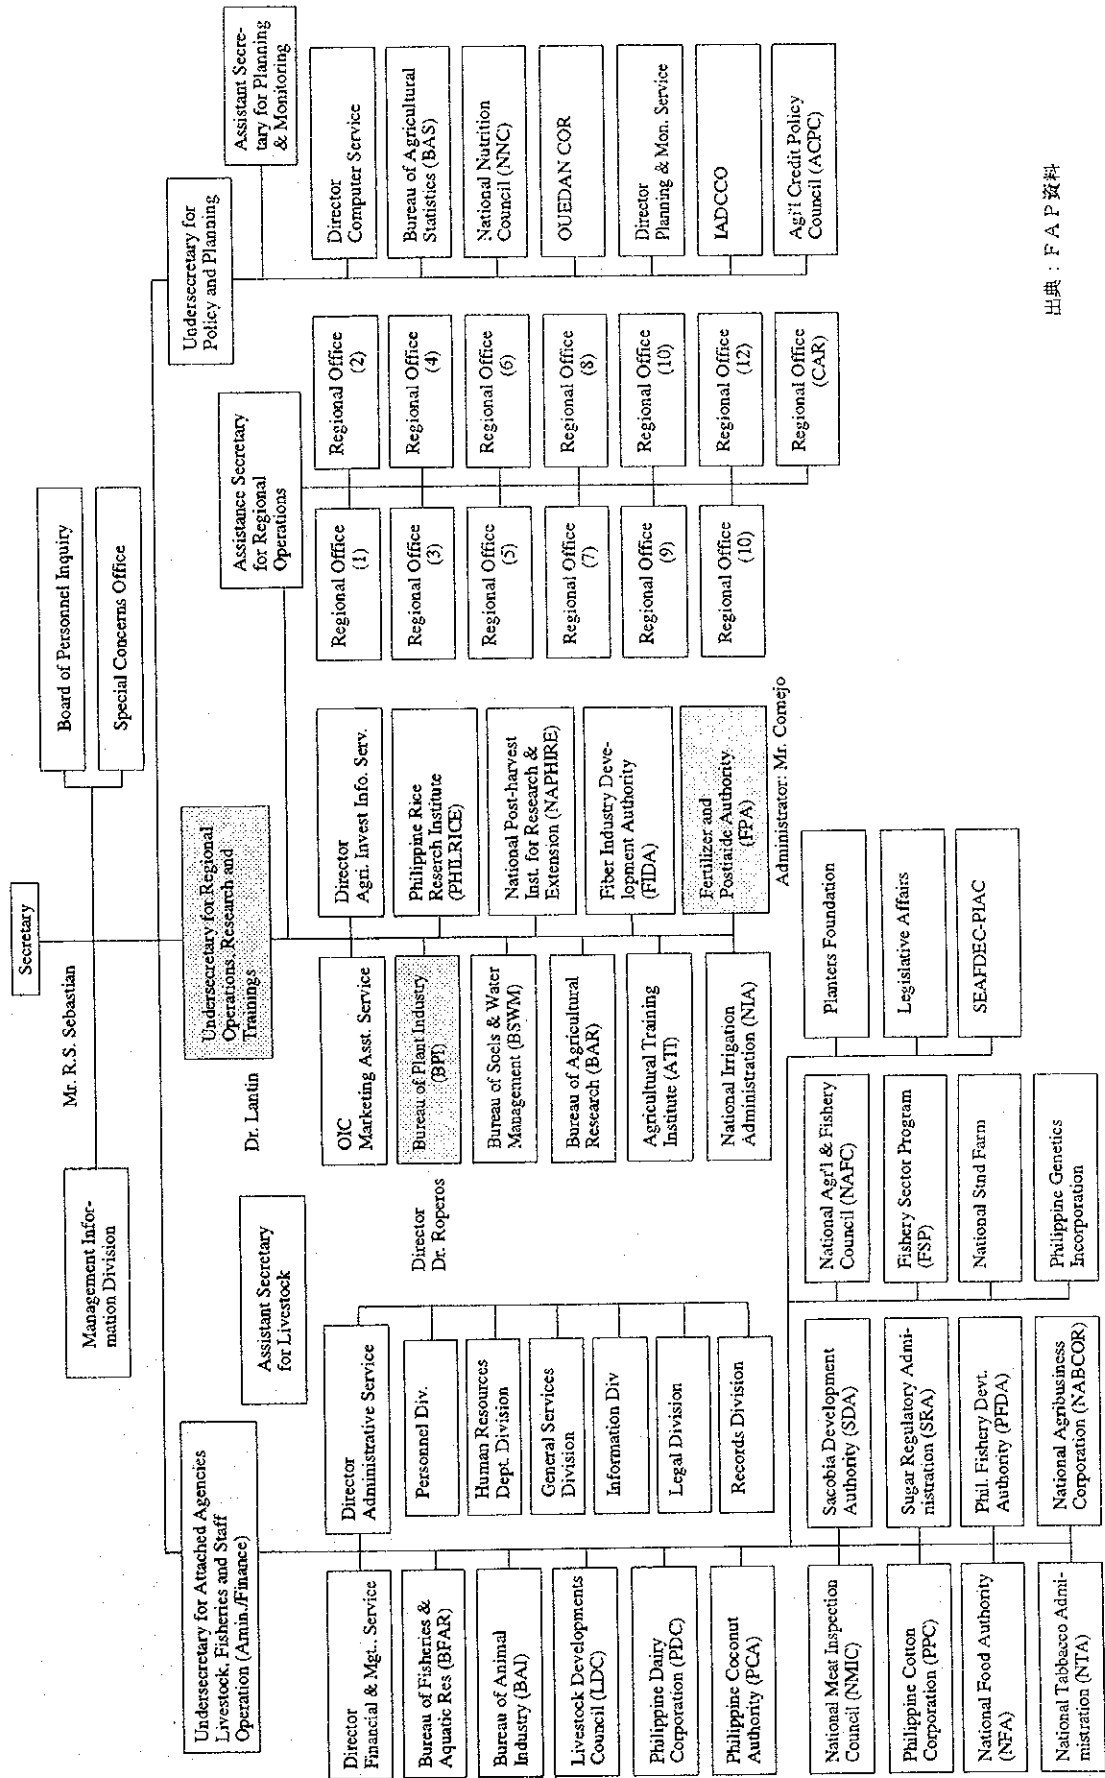 Secretary
Mr. R.S. Sebastian
Board of Personnel Inquiry
Special Concerns Office
Management Infor-
mation Division
Undersecretary for Attached Agencies
Livestock, Fisheries and Staff
Operation (Amin./Finance)
Assistant Secretary
for Livestock
Undersecretary for Regional
Operations, Research and
Trainings
Dr. Lantin
Assistance Secretary
for Regional
Operations
Undersecretary for
Policy and Planning
Assistant Secre-
tary for Planning
& Monitoring
Director
Financial & Mgt.. Service
Bureau of Fisheries &
Aquatic Res (BFAR)
Bureau of Animal
Industry (BAI)
Livestock Developments
Council (LDC)
Philippine Dairy
Corporation (PDC)
Philippine Coconut
Authority (PCA)
National Meat Inspection
Council (NMIC)
Philippine Cotton
Corporation (PPC)
National Food Authority
(NFA)
National Tabbacco Admi-
mistration (NTA)
Director
Administrative Service
Personnel Div.
Human Resources
Dept. Division
General Services
Division
Information Div
Legal Division
Records Division
Sacobia Development
Authority (SDA)
Sugar Regulatory Admi-
nistration (SRA)
Phil. Fishery Devt.
Authority (PFDA)
National Agribusiness
Corporation (NABCOR)
National Agr'l & Fishery
Council (NAFC)
Fishery Sector Program
(FSP)
National Stnd Farm
Philippine Genetics
Incorporation
Planters Foundation
Legislative Affairs
SEAFDEC-PIAC
OIC
Marketing Asst. Service
Director
Dr. Roperos
Bureau of Plant Industry
(BPI)
Bureau of Soels & Water
Management (BSWM)
Bureau of Agricultural
Research (BAR)
Agricultural Training
Institute (ATI)
National Irrigation
Administration (NIA)
Director
Agri. Invest Info. Serv.
Philippine Rice
Reserch Institute
(PHILRICE)
National Post-harvest
Inst. for Research &
Extension (NAPHIRE)
Fiber Industry Deve-
lopment Authority
(FIDA)
Fertilizer and
Postiaide Authority
(FPA)
Administrator: Mr. Comejo
Regional Office
(1)
Regional Office
(2)
Regional Office
(3)
Regional Office
(4)
Regional Office
(5)
Regional Office
(6)
Regional Office
(7)
Regional Office
(8)
Regional Office
(9)
Regional Office
(10)
Regional Office
(10)
Regional Office
(12)
Regional Office
(CAR)
Director
Computer Service
Bureau of Agricultural
Statistics (BAS)
National Nutrition
Council (NNC)
OUEDAN COR
Director
Planning & Mon. Service
IADCCO
Agi'l Credit Policy
Council (ACPC)
出典：ＦＡＰ資料